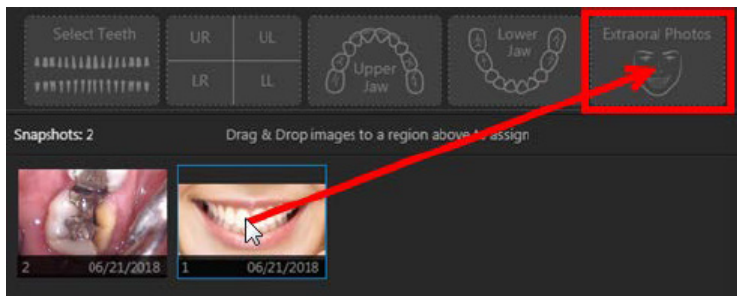 Select Teeth
UR
UL
LR
LL
Upper
Jaw
Lower
Jaw
Extraoral Photos
Snapshots: 2
Drag & Drop images to a region above to assign
2
06/21/2018
1
06/21/2018